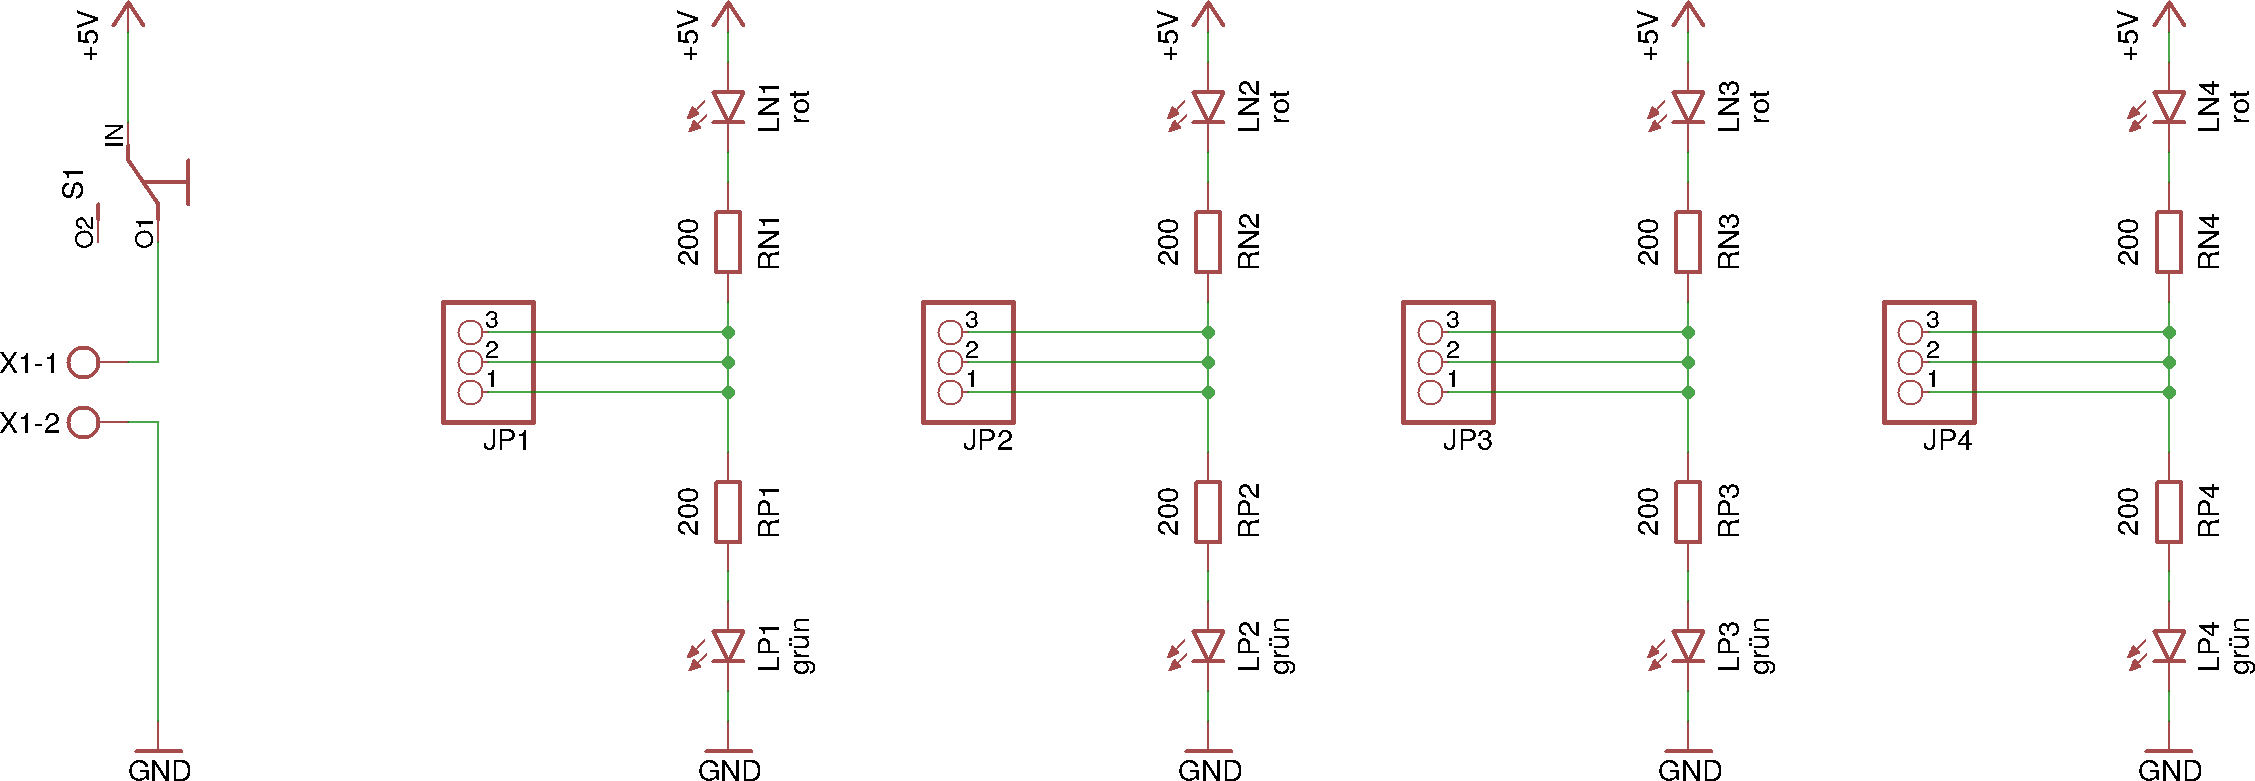 +5V
IN
S1
O2
O1
X1-1
X1-2
GND
+5V
LN1
rot
200
RN1
3
2
1
JP1
200
RP1
LP1
grün
GND
+5V
LN2
rot
200
RN2
3
2
1
JP2
200
RP2
LP2
grün
GND
+5V
LN3
rot
200
RN3
3
2
1
JP3
200
RP3
LP3
grün
GND
+5V
LN4
rot
200
RN4
3
2
1
JP4
200
RP4
LP4
grün
GND